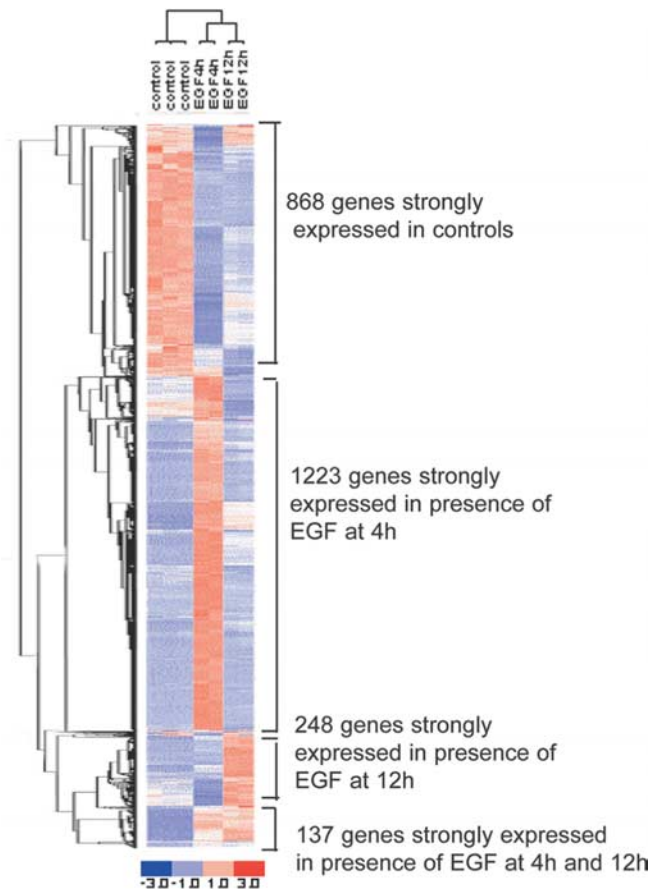 control
control
control
EGF4h
EGF4h
EGF12h
EGF12h
868 genes strongly
expressed in controls
1223 genes strongly
expressed in presence of
EGF at 4h
248 genes strongly
expressed in presence of
EGF at 12h
137 genes strongly expressed
in presence of EGF at 4h and 12h
-3.0 -1.0 1.0 3.0